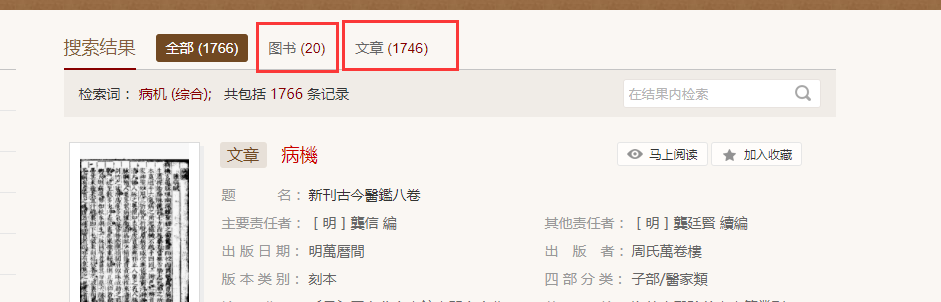 搜索结果 全部 (1766) 图书 (20) 文章 (1746)
检索词： 病机 (综合)； 共包括 1766 条记录 在结果内检索
文章 病機 马上阅读 加入收藏
题 名： 新刊古今醫鑑八卷
主要责任者： [ 明 ] 龔信 編 其他责任者： [ 明 ] 龔廷賢 續編
出 版 日 期： 明萬曆間 出 版 者： 周氏萬卷樓
版 本 类 别： 刻本 四 部 分 类： 子部/醫家類